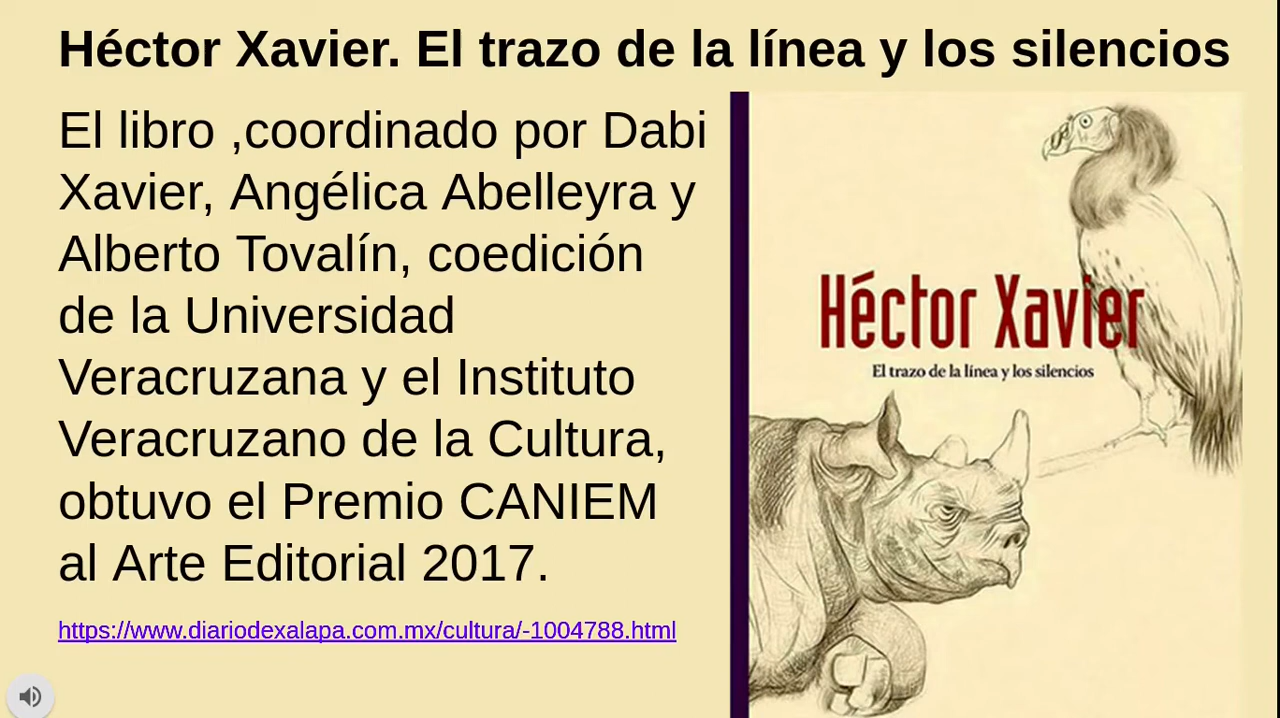 Héctor Xavier. El trazo de la línea y los silencios
El libro ,coordinado por Dabi
Xavier, Angélica Abelleyra y
Alberto Tovalín, coedición
de la Universidad
Veracruzana y el Instituto
Veracruzano de la Cultura,
obtuvo el Premio CANIEM
al Arte Editorial 2017.
https://www.diariodexalapa.com.mx/cultura/-1004788.html
Héctor Xavier
El trazo de la línea y los silencios